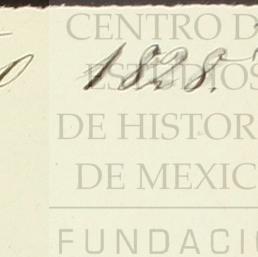 1828.
CENTRO D
ESTUDIOS
DE HISTOR
DE MEXIC
FUNDACI